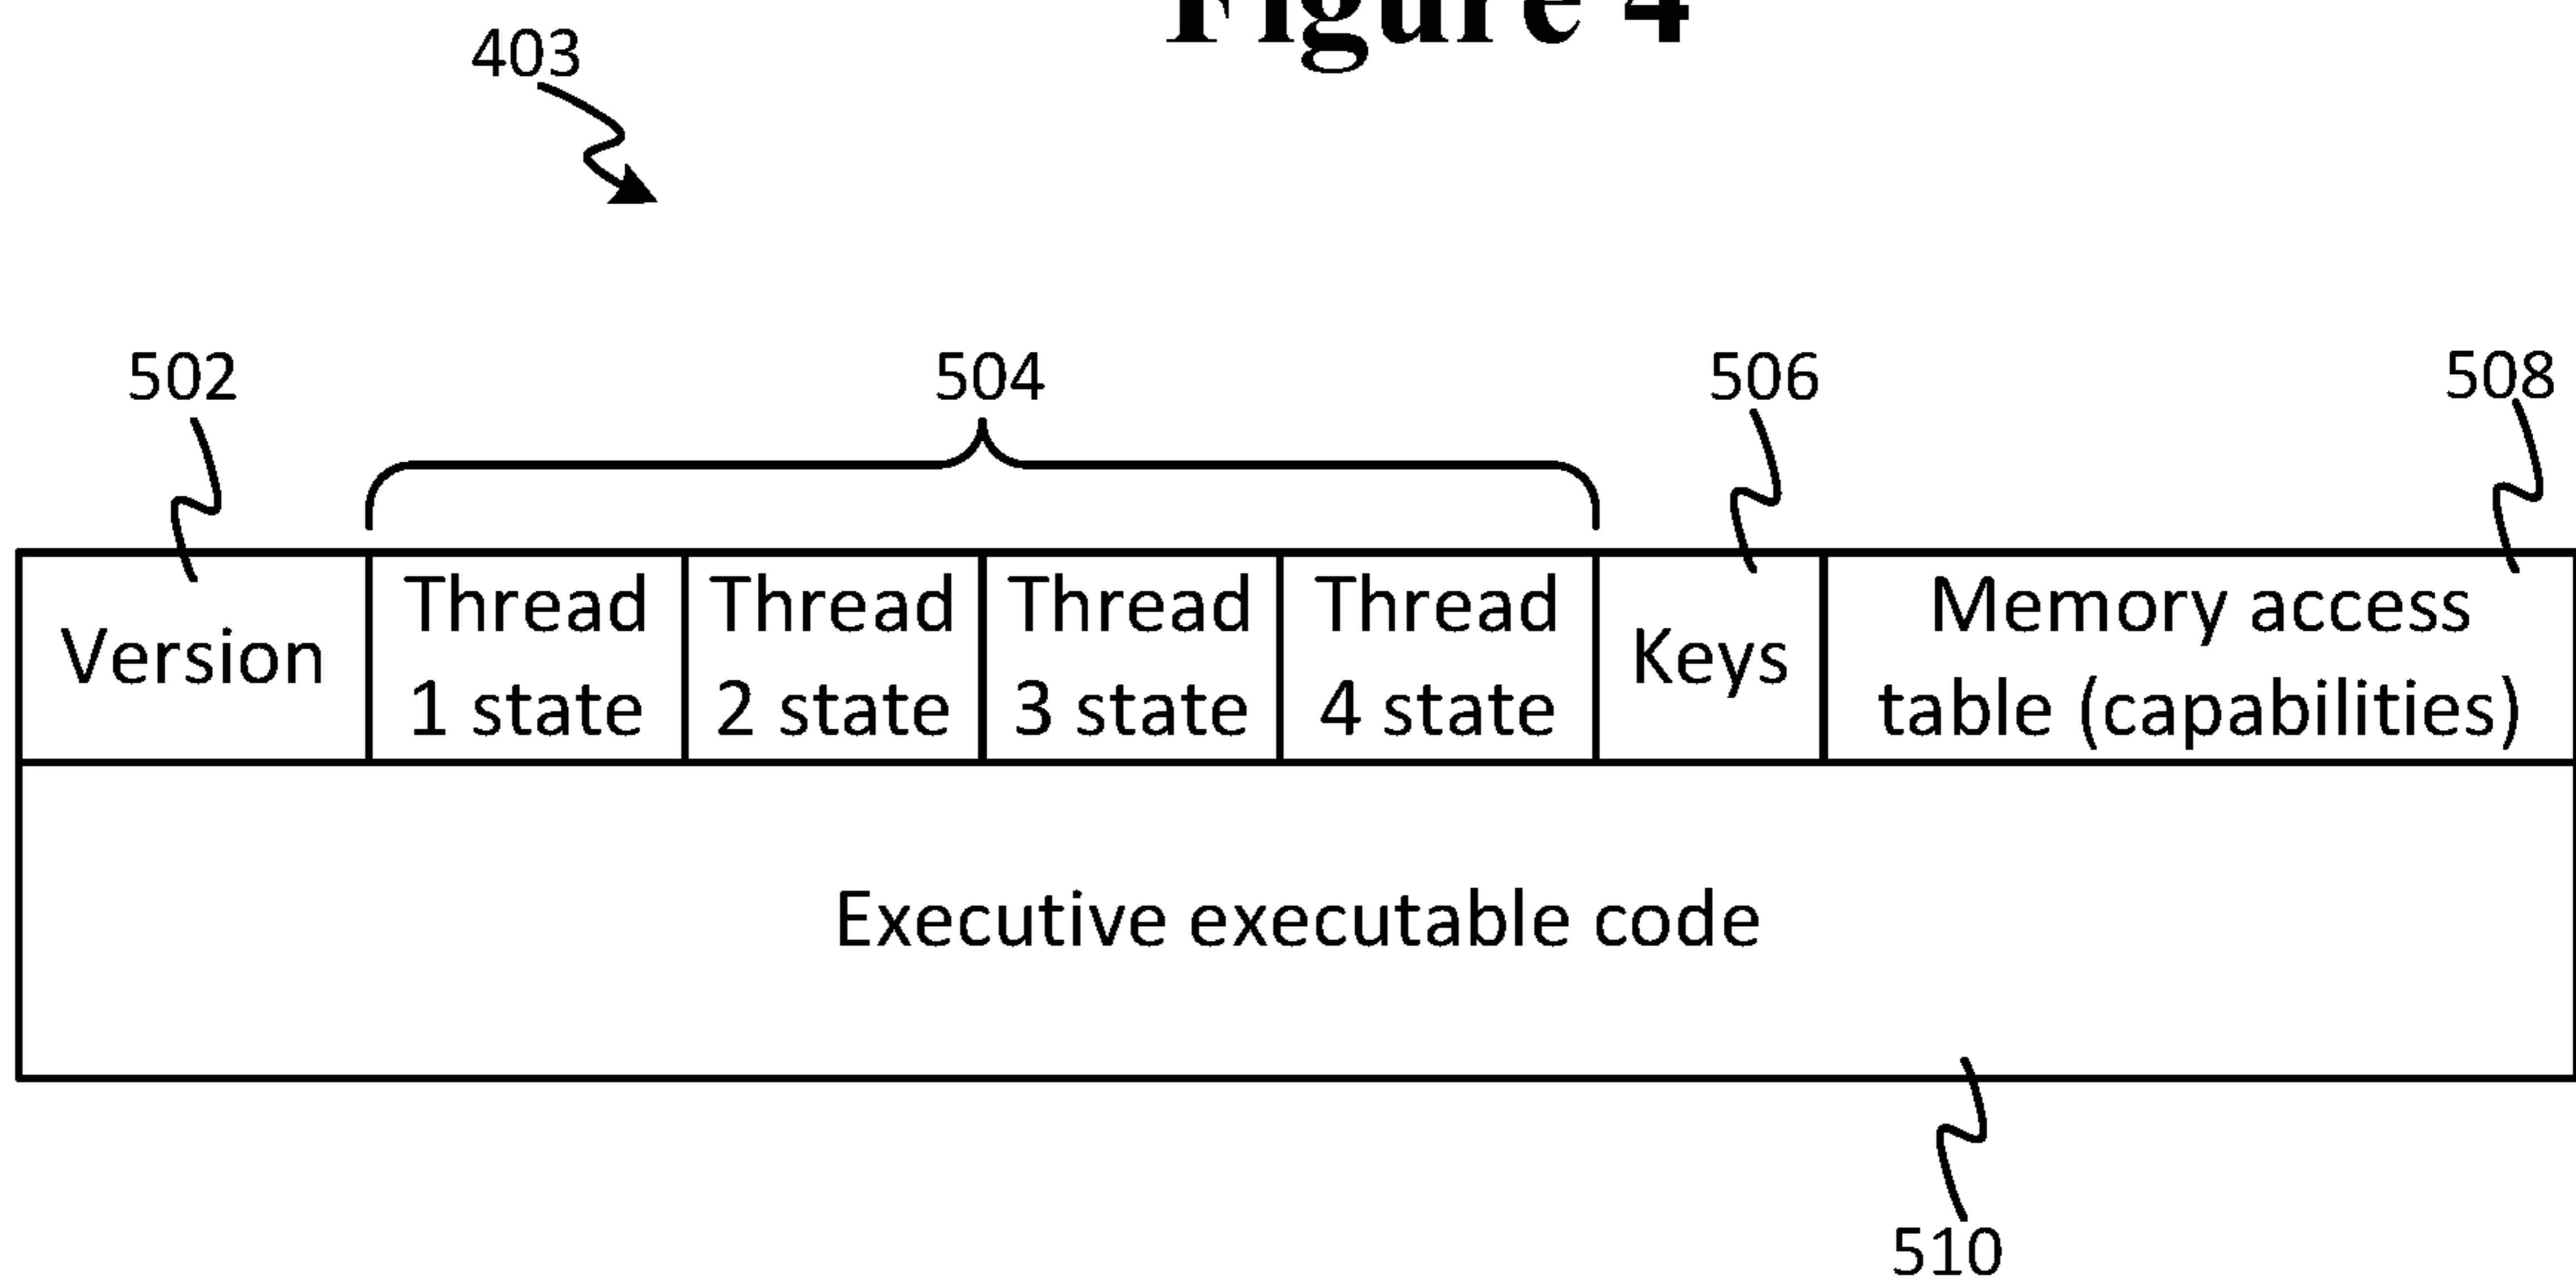 Figure 4
403
502
504
506
508
Version
Thread
1 state
Thread
2 state
Thread
3 state
Thread
4 state
Keys
Memory access
table (capabilities)
Executive executable code
510